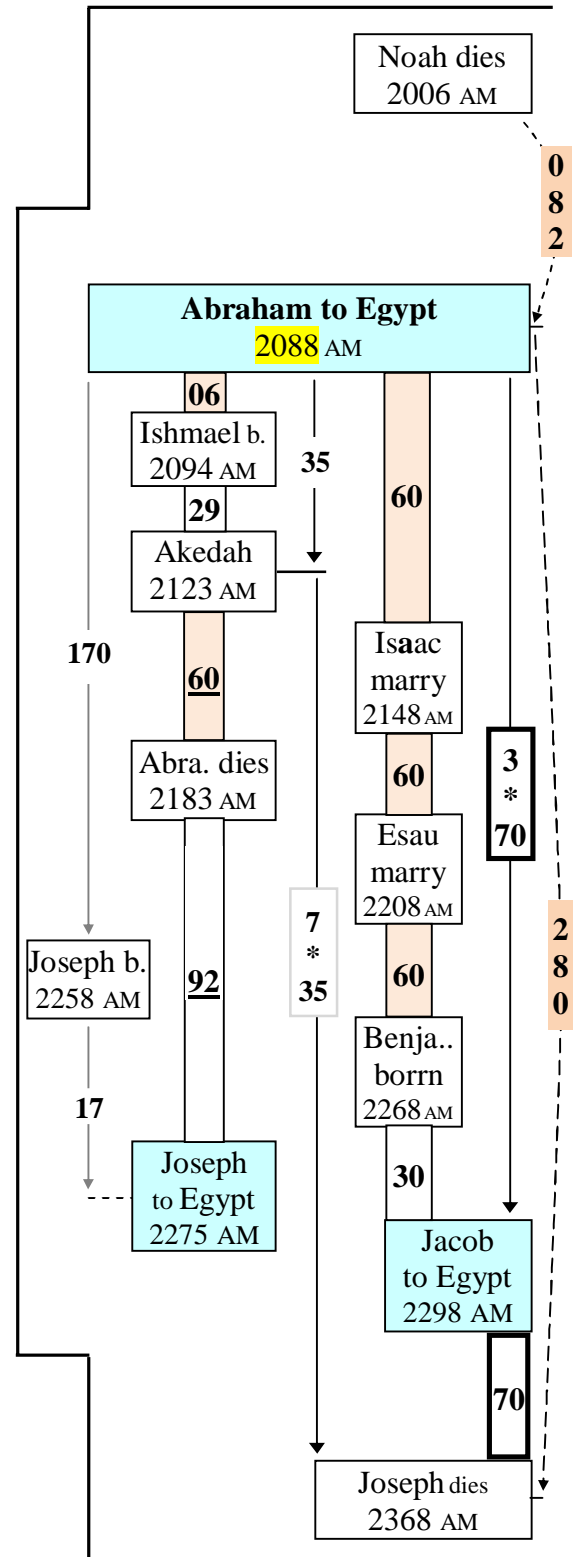 Noah dies
2006 AM
0
8
2
Abraham to Egypt
2088 AM
06
Ishmael b.
2094 AM
35
60
29
Akedah
2123 AM
170
60
Isaac
marry
2148 AM
Abra. dies
2183 AM
60
3
*
70
Esau
marry
2208 AM
7
*
35
2
8
0
Joseph b.
2258 AM
92
60
Benja..
borrn
2268 AM
17
Joseph
to Egypt
2275 AM
30
Jacob
to Egypt
2298 AM
70
Joseph dies
2368 AM